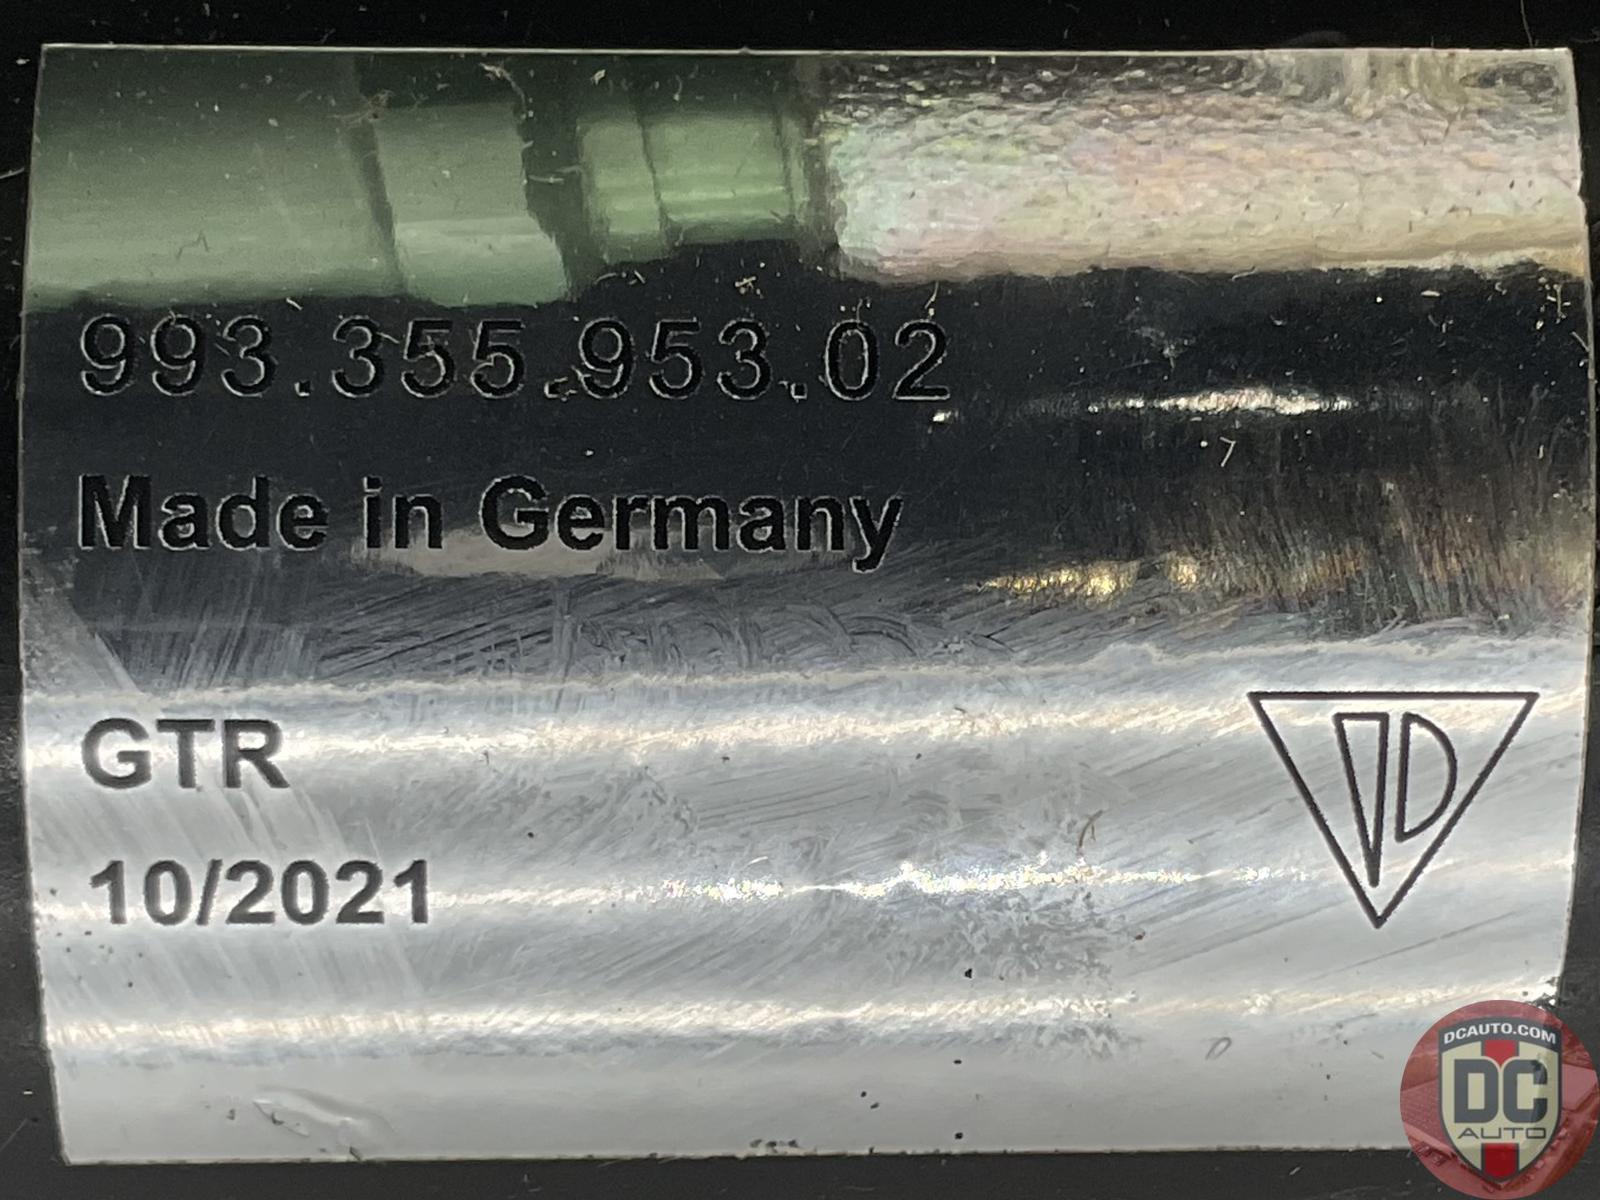 993.355.953.02
Made in Germany
GTR
10/2021
DCAUTO.COM
DC
AUTO